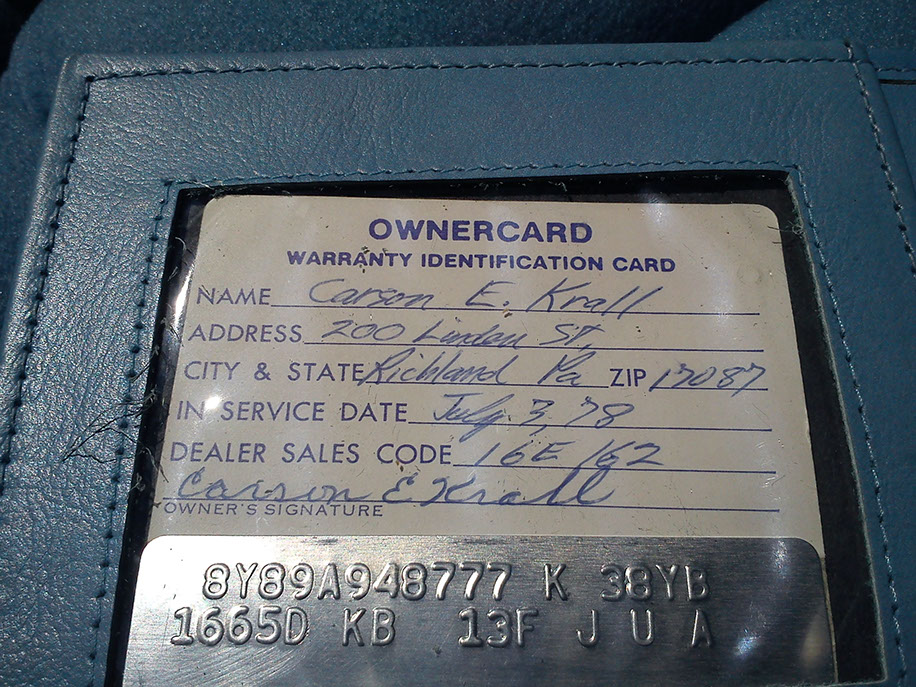 OWNERCARD
WARRANTY IDENTIFICATION CARD
NAME Carson E. Krall
ADDRESS 200 Linden St.
CITY & STATE Richland Pa ZIP 17087
IN SERVICE DATE July 3, 78
DEALER SALES CODE 16E 162
Carson E Krall
OWNER'S SIGNATURE
8Y89A948777 K 38YB
1665D KB 13F J U A